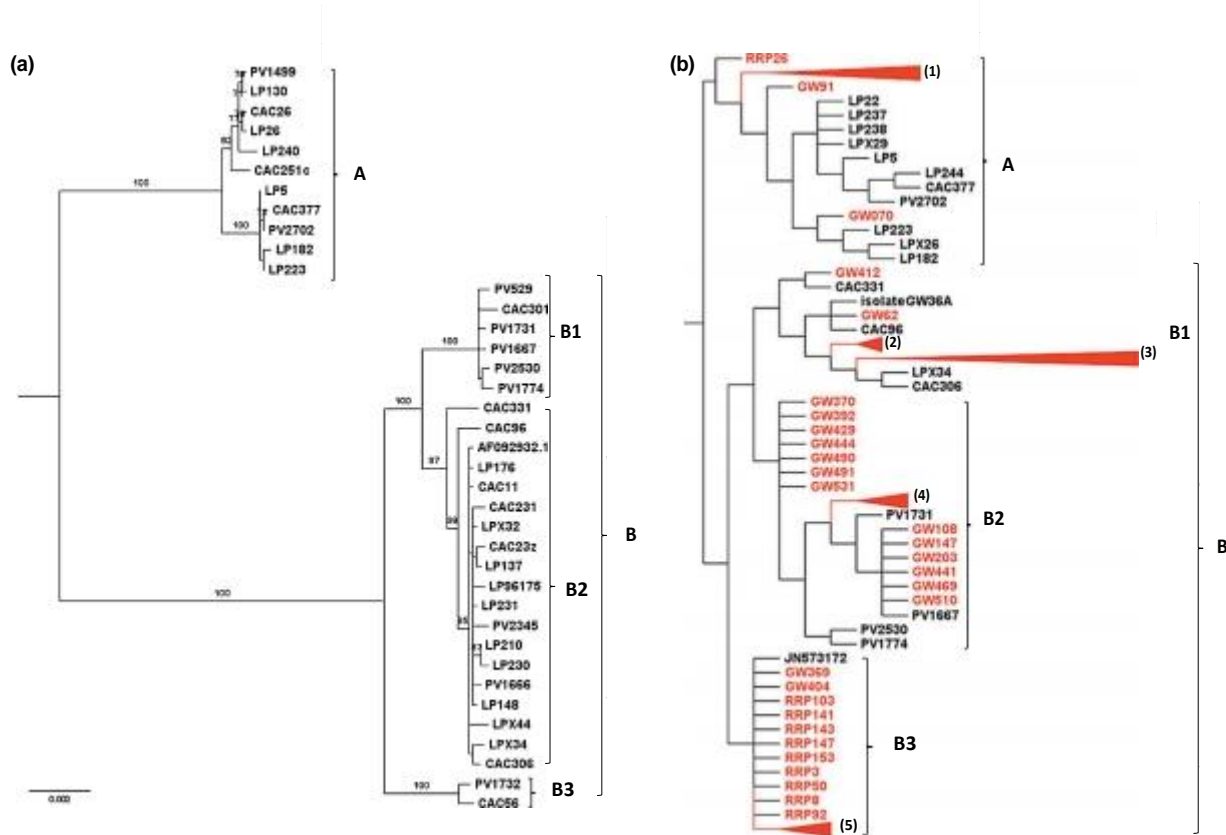 (a)
PV1499
LP130
CAC26
LP26
LP240
CAC251c
LP5
CAC377
PV2702
LP182
LP223
A
100
100
PV529
CAC301
PV1731
PV1667
PV2530
PV1774
B1
100
100
CAC331
CAC96
AF092932.1
LP176
CAC11
CAC231
LPX32
CAC23z
LP137
LP96175
LP231
PV2345
LP210
LP230
PV1666
LP148
LPX44
LPX34
CAC306
B2
97
B
100
PV1732
CAC56
B3
100
(b)
RRP26
(1)
GW91
LP22
LP237
LP238
LPX29
LP5
LP244
CAC377
PV2702
GW070
LP223
LPX26
LP182
A
GW412
CAC331
isolateGW36A
GW62
CAC96
(2)
(3)
LPX34
CAC306
B1
GW370
GW392
GW429
GW444
GW490
GW491
GW531
(4)
PV1731
GW108
GW147
GW203
GW441
GW469
GW510
PV1667
PV2530
PV1774
B2
B
JN573172
GW369
GW404
RRP103
RRP141
RRP143
RRP147
RRP153
RRP3
RRP50
RRP8
RRP92
(5)
B3